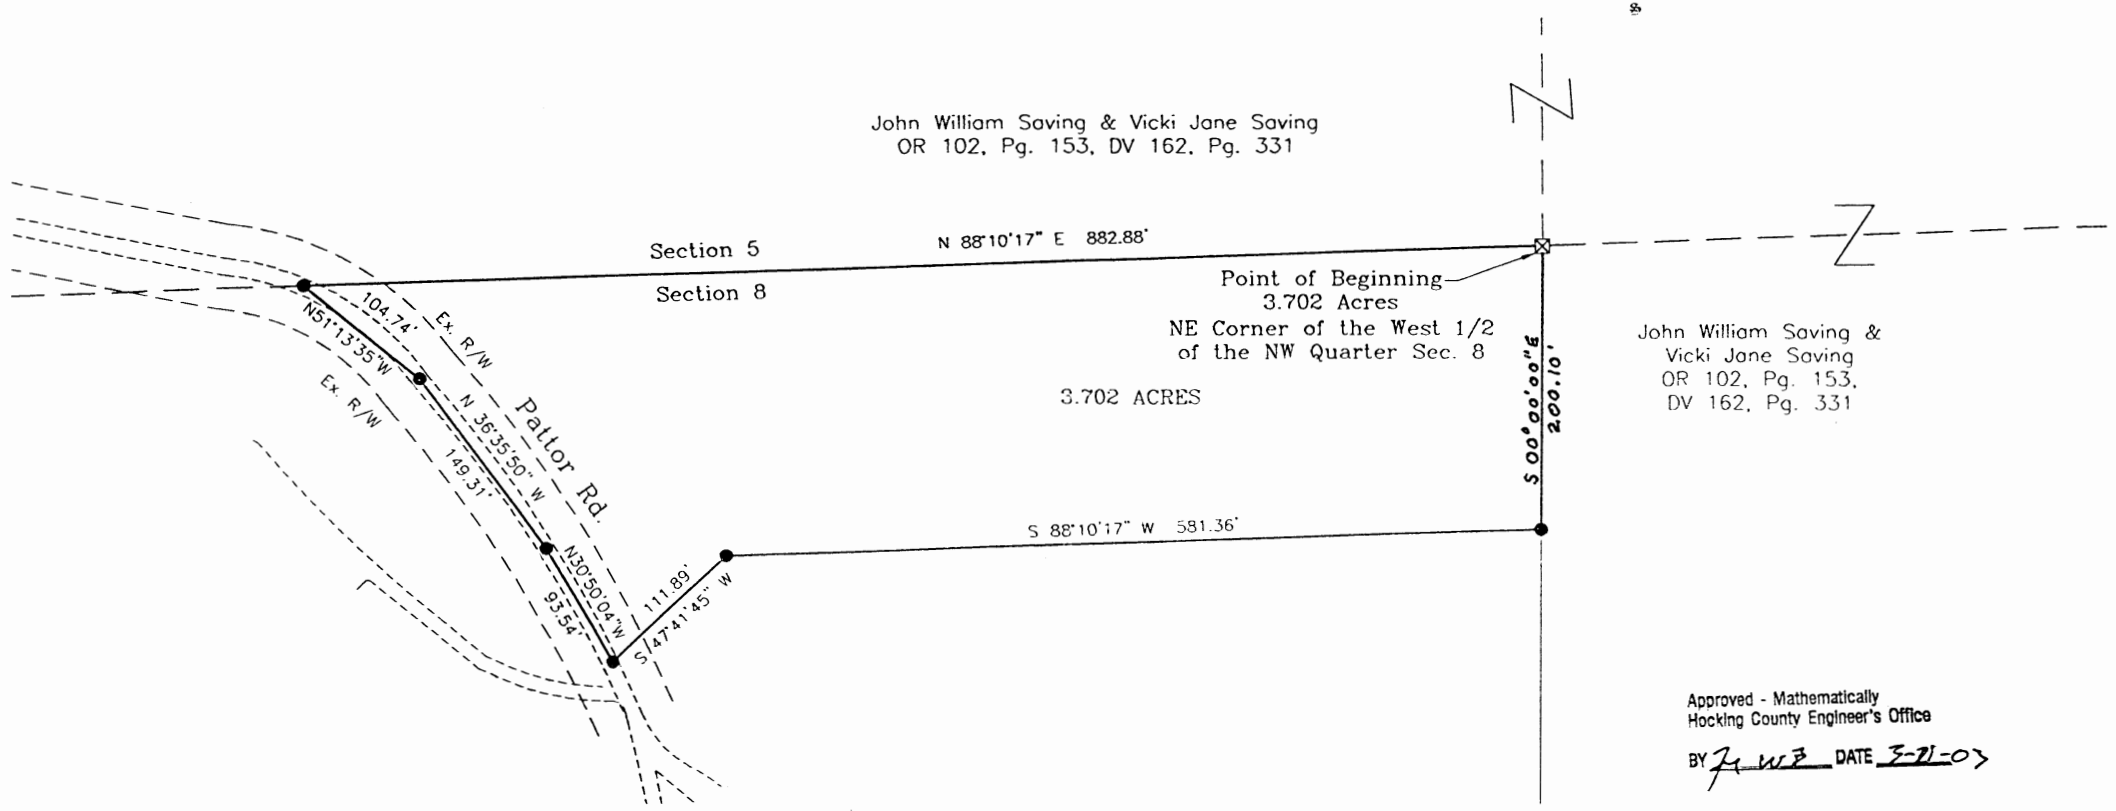 John William Saving & Vicki Jane Saving
OR 102, Pg. 153, DV 162, Pg. 331
Section 5
N 88°10'17" E 882.88'
Section 8
Point of Beginning
3.702 Acres
NE Corner of the West 1/2
of the NW Quarter Sec. 8
3.702 ACRES
S 00°00'00"E
200.10'
John William Saving &
Vicki Jane Saving
OR 102, Pg. 153,
DV 162, Pg. 331
104.74'
N51°13'35"W
Ex. R/W
Ex. R/W
Pattor Rd.
N 36°35'50" W
149.31'
N30°50'04"W
93.54'
111.89'
S 47°41'45" W
S 88°10'17" W 581.36'
Approved - Mathematically
Hocking County Engineer's Office
BY DATE